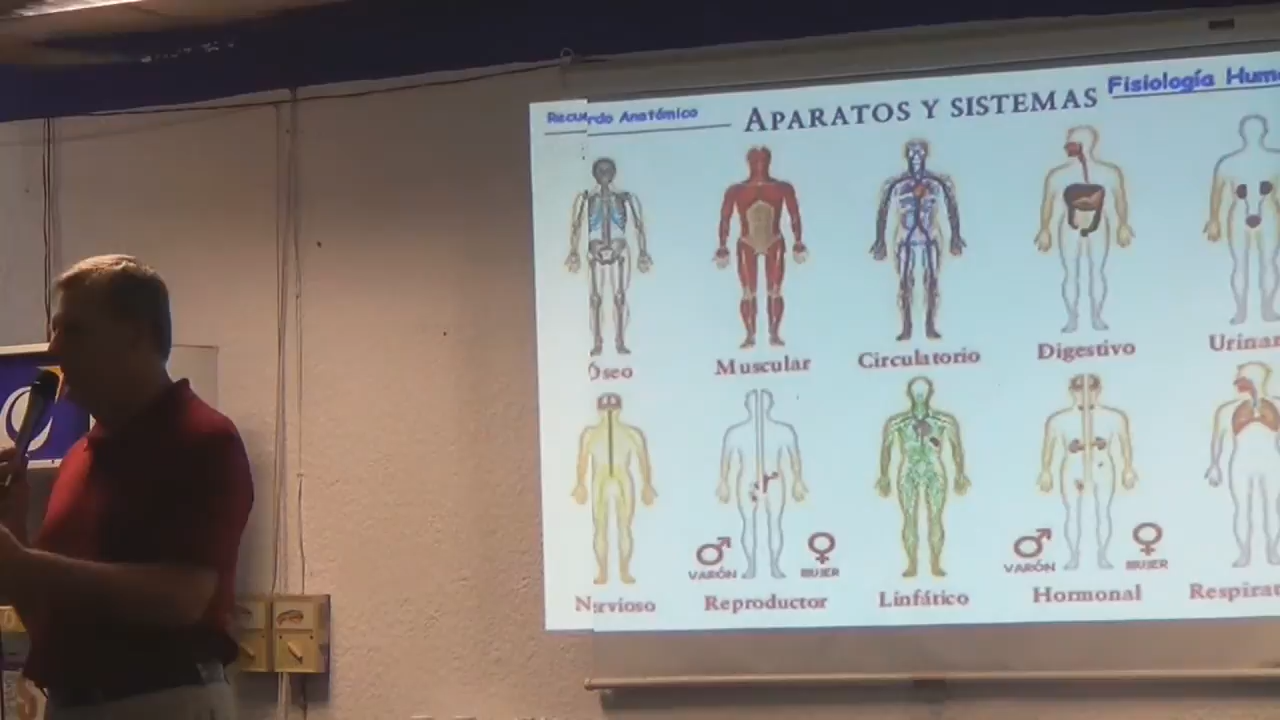 Recuerdo Anatómico
APARATOS Y SISTEMAS
Fisiología Hum
Óseo
Muscular
Circulatorio
Digestivo
Urinar
Nervioso
VARÓN
MUJER
Reproductor
Linfático
VARÓN
MUJER
Hormonal
Respirat